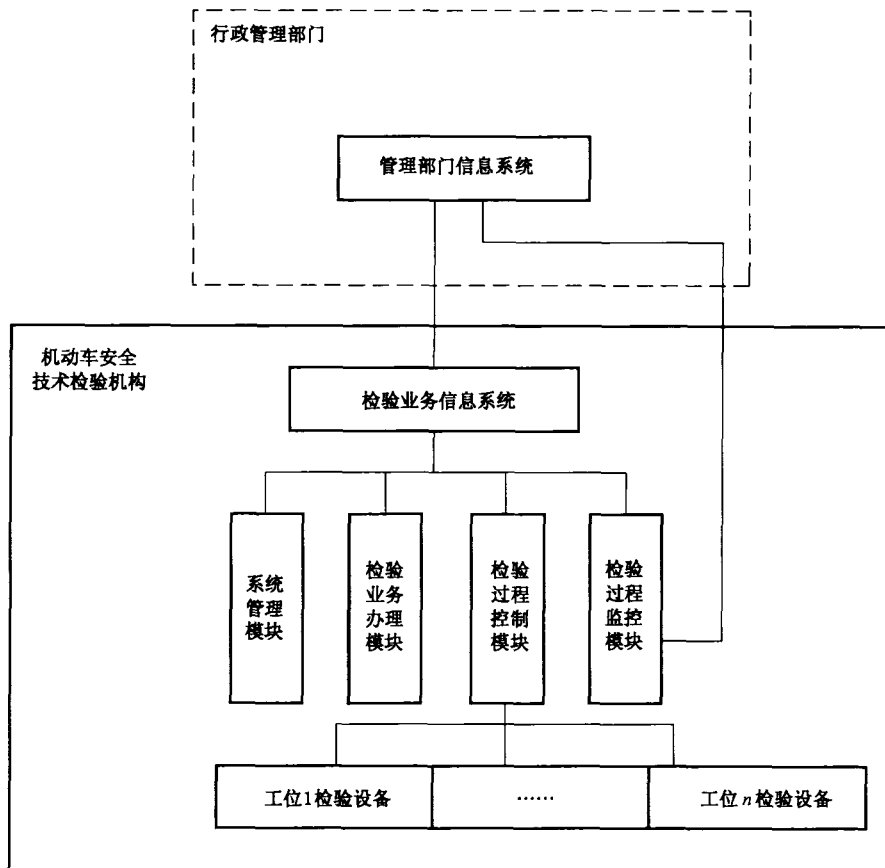 行政管理部门
管理部门信息系统
机动车安全
技术检验机构
检验业务信息系统
系统
管理
模块
检验
业务
办理
模块
检验
过程
控制
模块
检验
过程
监控
模块
工位1检验设备
……
工位n检验设备